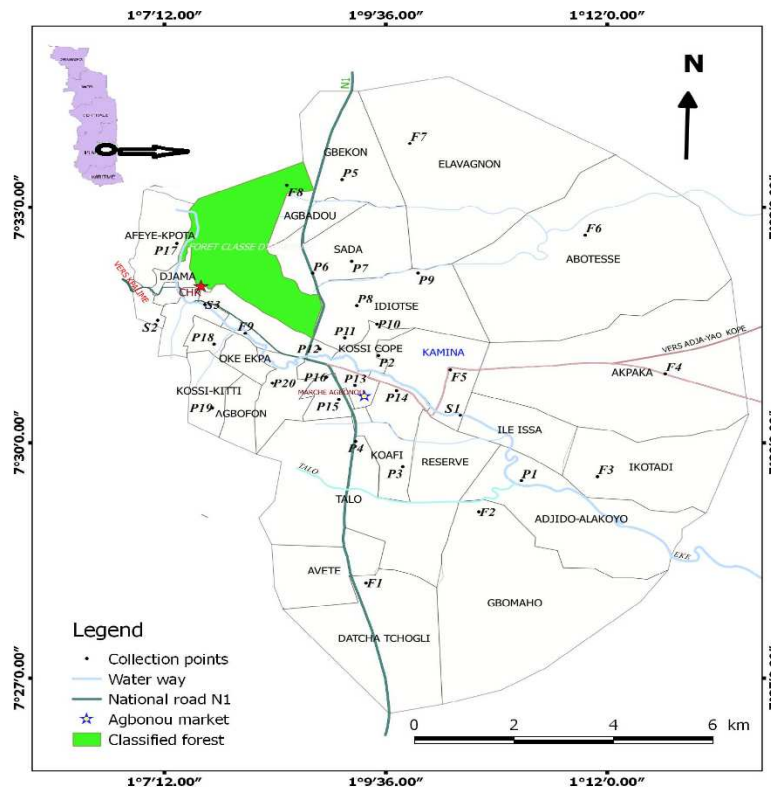 1°7′12.00″ 1°9′36.00″ 1°12′0.00″
N
N1
F7
GBEKON
ELAVAGNON
P5
7°33′0.00″
F8
AGBADOU
F6
AFEYE-KPOTA
P17
FORET CLASSE D
SADA
ABOTESSE
P6 P7 P9
DJAMA
CHR
S3
P8
IDIOTSE
S2
F9
P11 P10
P18
KOSSI COPE
KAMINA
VERS ADJA-YAO KOPE
OKE EKPA
P12
P2
AKPAKA
F5 F4
KOSSI-KITTI
P20
P16 P13
P14
P19
AGBOFON
P15
S1
ILE ISSA
7°30′0.00″
P4
KOAFI
RESERVE
IKOTADI
TALO
P3
P1
F3
TALO
F2
ADJIDO-ALAKOYO
EKE
AVETE
F1
GBOMAHO
DATCHA TCHOGLI
7°27′0.00″
Legend
Collection points
Water way
National road N1
Agbonou market
Classified forest
0 2 4 6 km
1°7′12.00″ 1°9′36.00″ 1°12′0.00″